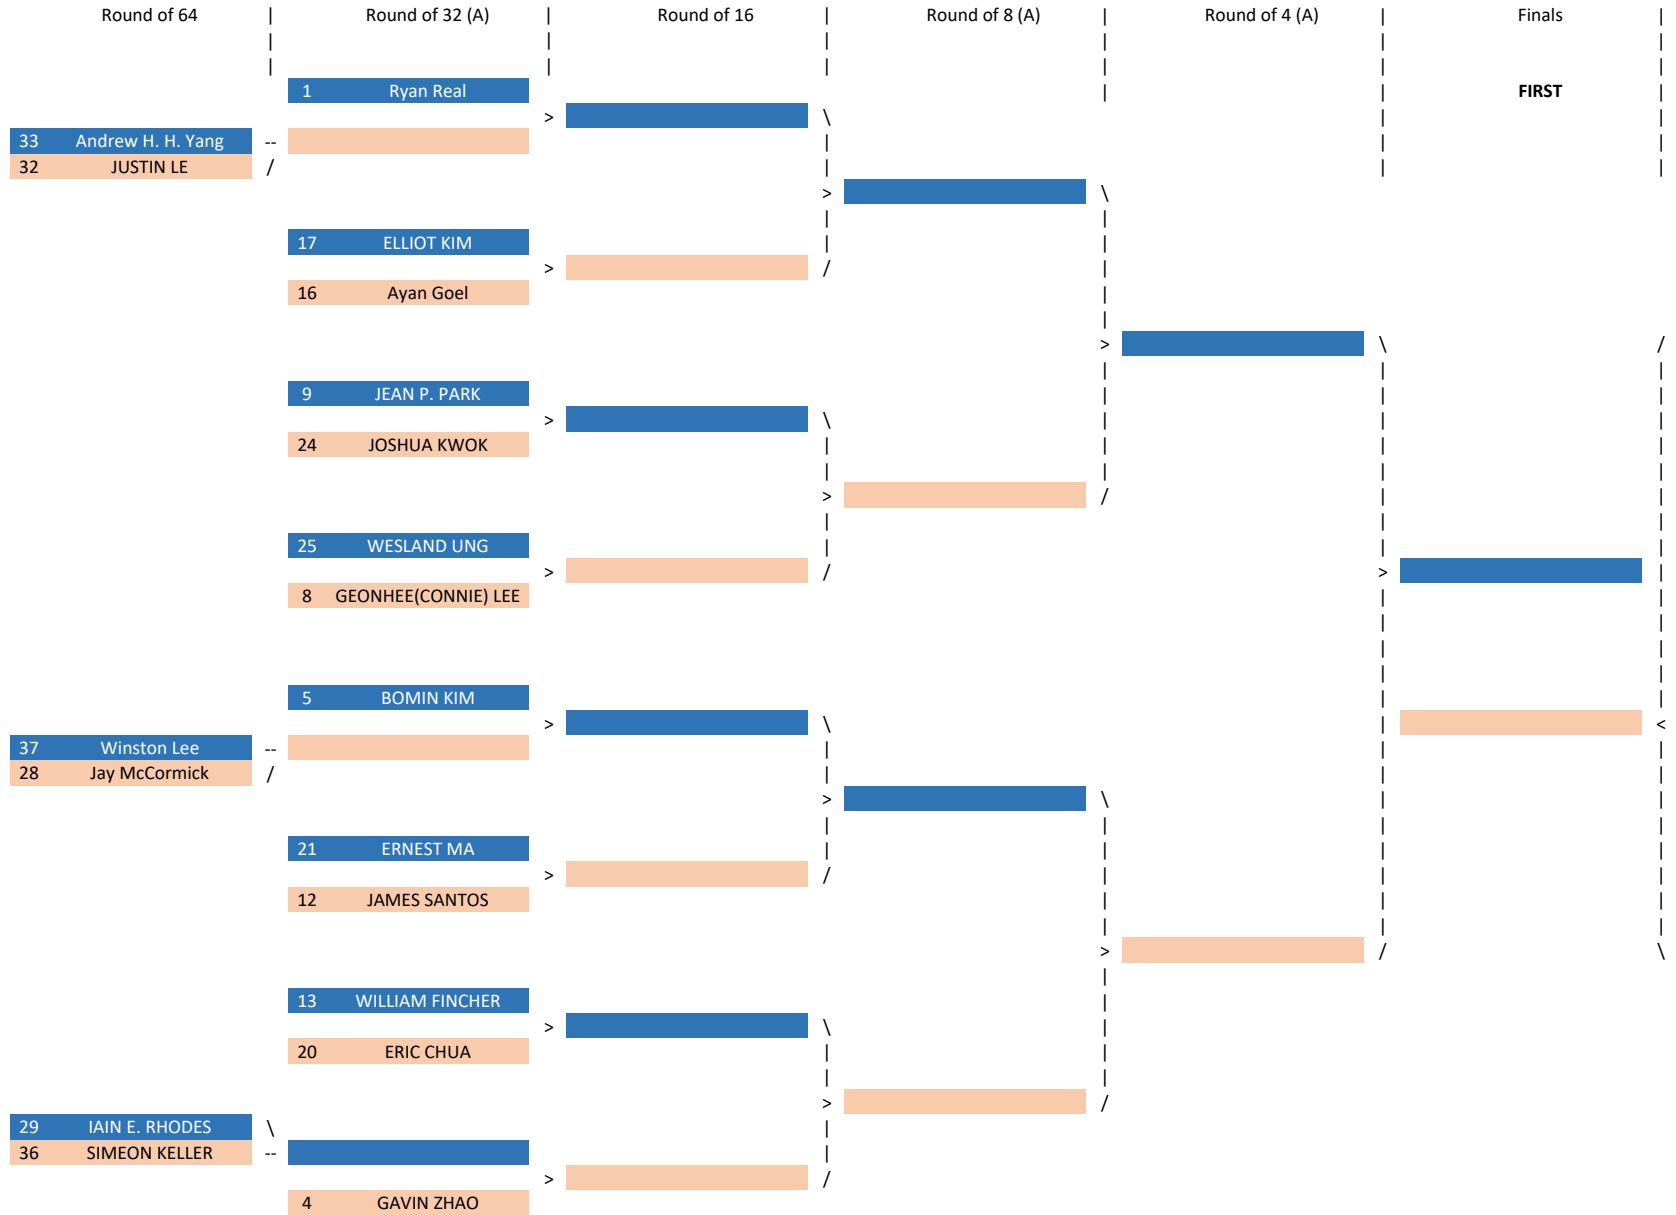 Round of 64 | Round of 32 (A) | Round of 16 | Round of 8 (A) | Round of 4 (A) | Finals |
1 Ryan Real
FIRST
33 Andrew H. H. Yang
32 JUSTIN LE
17 ELLIOT KIM
16 Ayan Goel
9 JEAN P. PARK
24 JOSHUA KWOK
25 WESLAND UNG
8 GEONHEE(CONNIE) LEE
5 BOMIN KIM
37 Winston Lee
28 Jay McCormick
21 ERNEST MA
12 JAMES SANTOS
13 WILLIAM FINCHER
20 ERIC CHUA
29 IAIN E. RHODES
36 SIMEON KELLER
4 GAVIN ZHAO